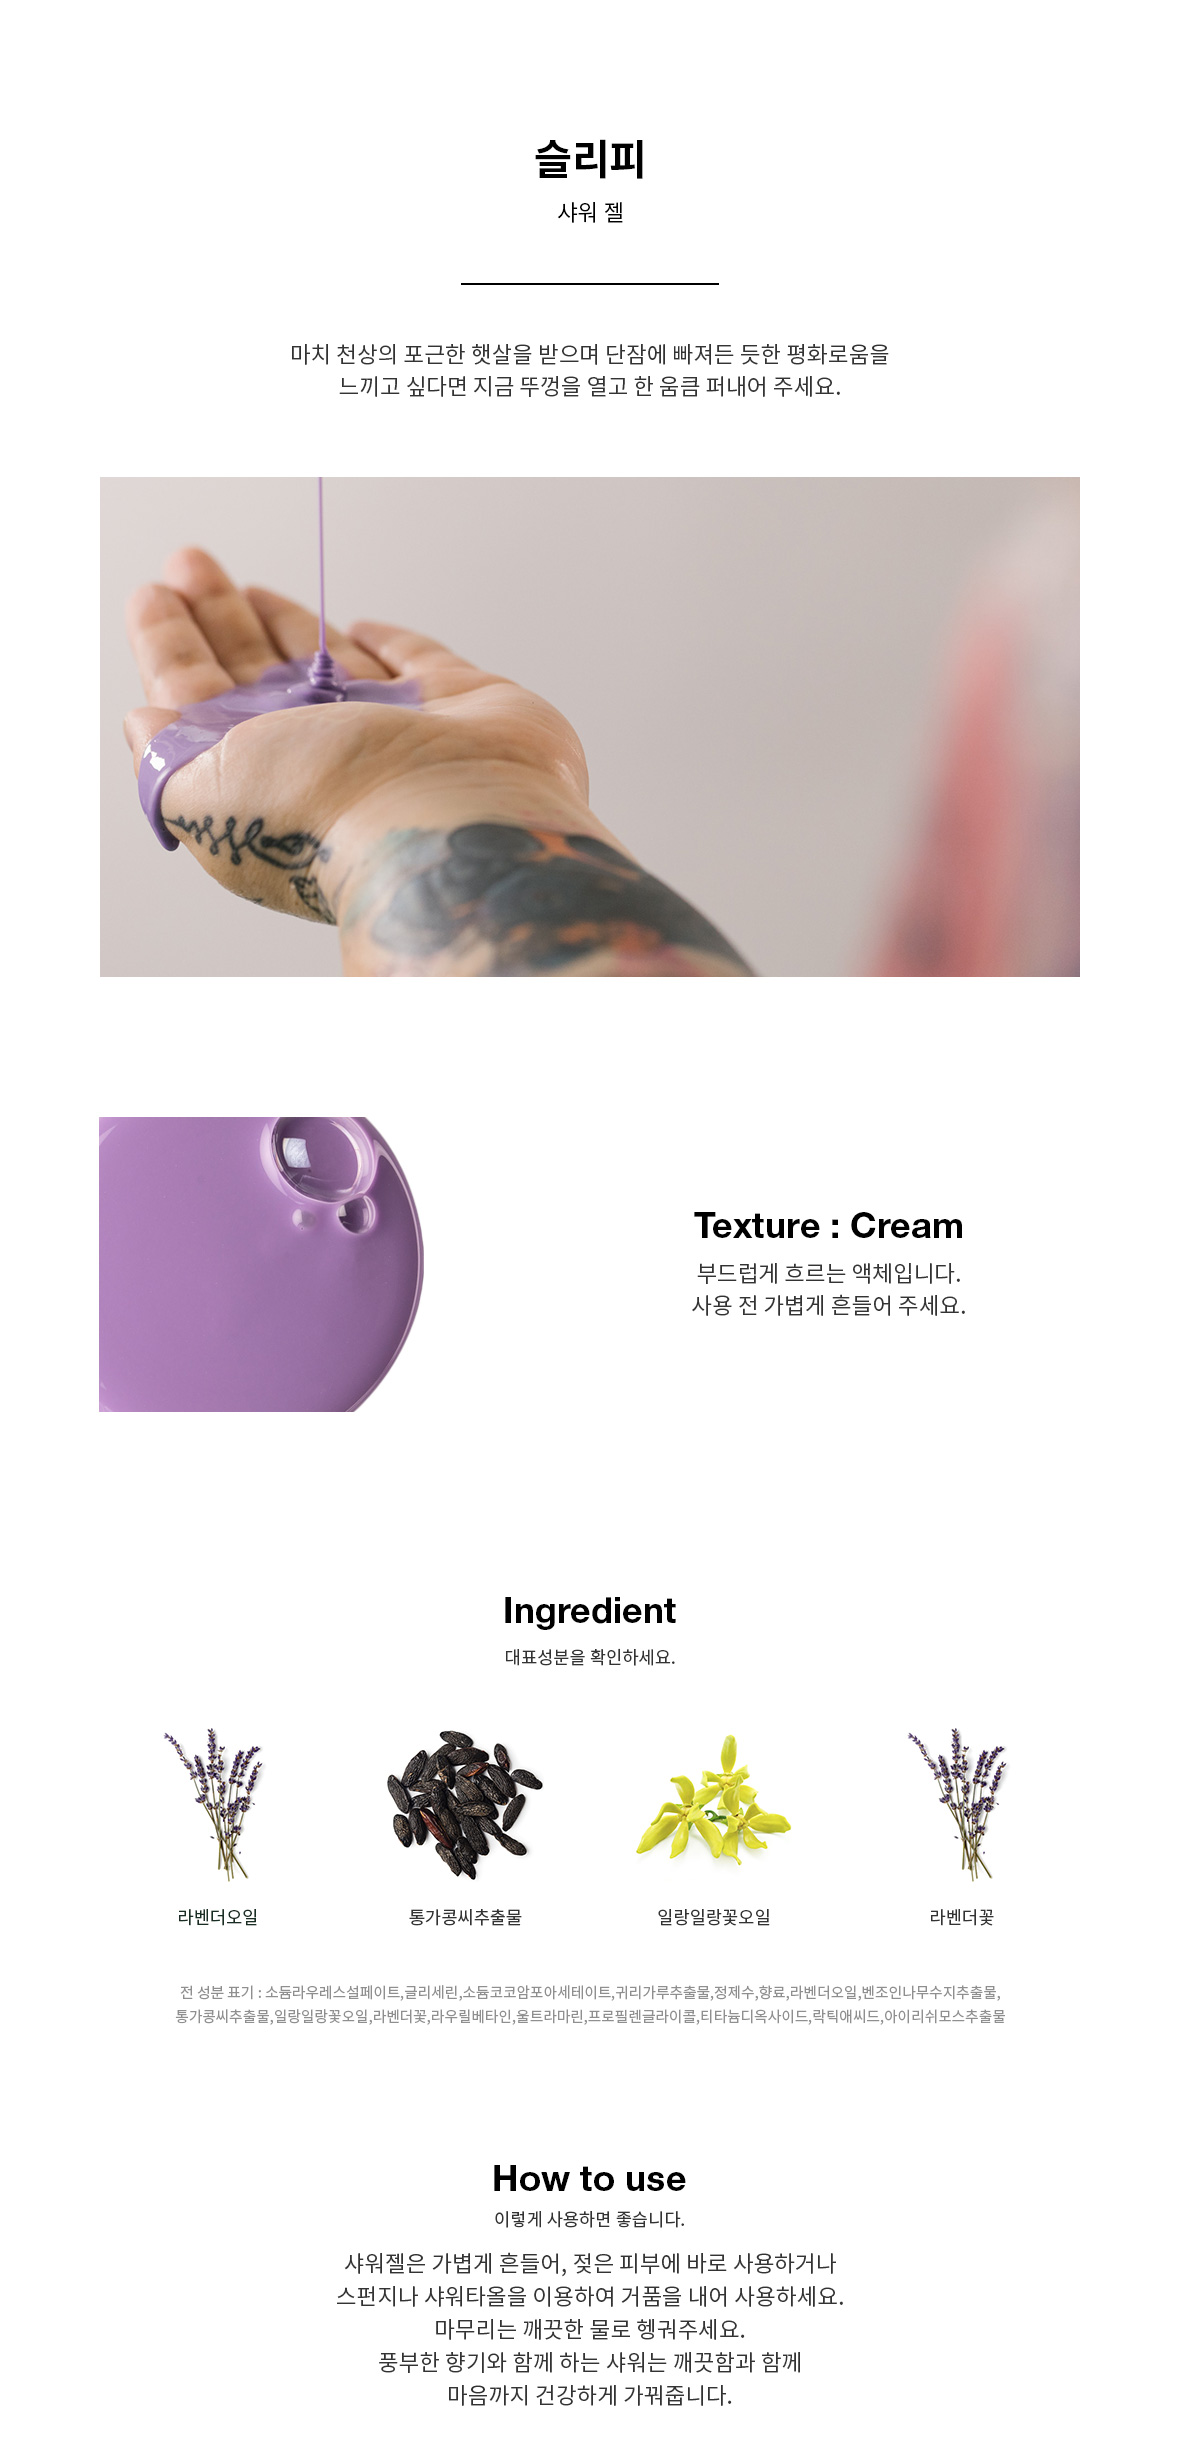 슬리피
샤워 젤
마치 천상의 포근한 햇살을 받으며 단잠에 빠져든 듯한 평화로움을
느끼고 싶다면 지금 뚜껑을 열고 한 움큼 퍼내어 주세요.
Texture : Cream
부드럽게 흐르는 액체입니다.
사용 전 가볍게 흔들어 주세요.
Ingredient
대표성분을 확인하세요.
라벤더오일
통가콩씨추출물
일랑일랑꽃오일
라벤더꽃
전 성분 표기 : 소듐라우레스설페이트,글리세린,소듐코코암포아세테이트,귀리가루추출물,정제수,향료,라벤더오일,벤조인나무수지추출물,
통가콩씨추출물,일랑일랑꽃오일,라벤더꽃,라우릴베타인,울트라마린,프로필렌글라이콜,티타늄디옥사이드,락틱애씨드,아이리쉬모스추출물
How to use
이렇게 사용하면 좋습니다.
샤워젤은 가볍게 흔들어, 젖은 피부에 바로 사용하거나
스펀지나 샤워타올을 이용하여 거품을 내어 사용하세요.
마무리는 깨끗한 물로 헹궈주세요.
풍부한 향기와 함께 하는 샤워는 깨끗함과 함께
마음까지 건강하게 가꿔줍니다.